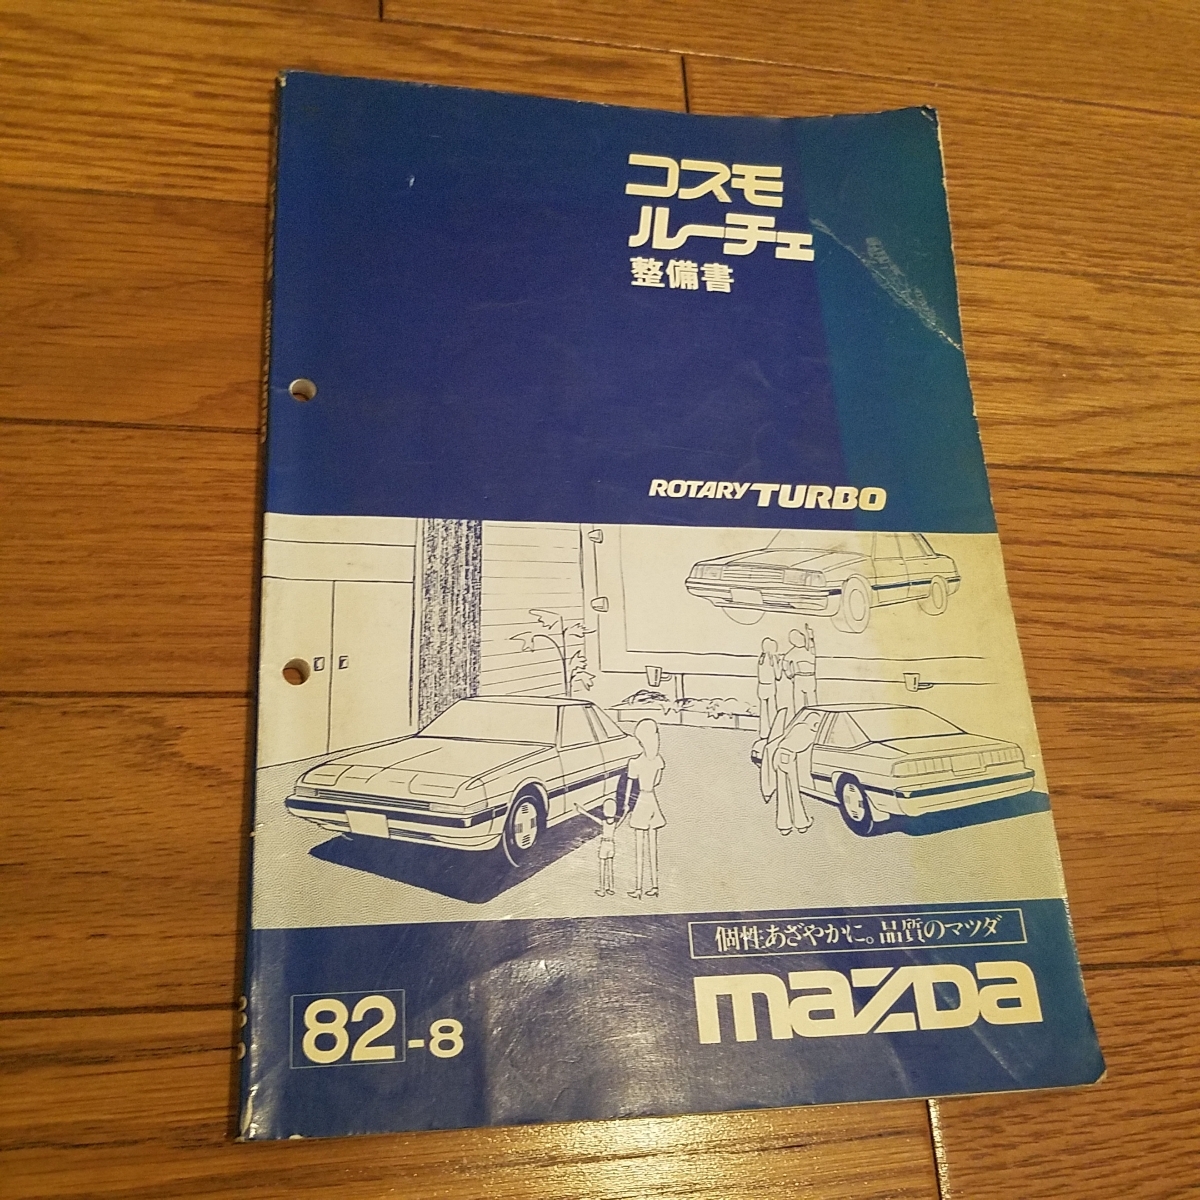 コスモ
ルーチェ
整備書
ROTARY TURBO
個性あざやかに。品質のマツダ
mazda
82-8